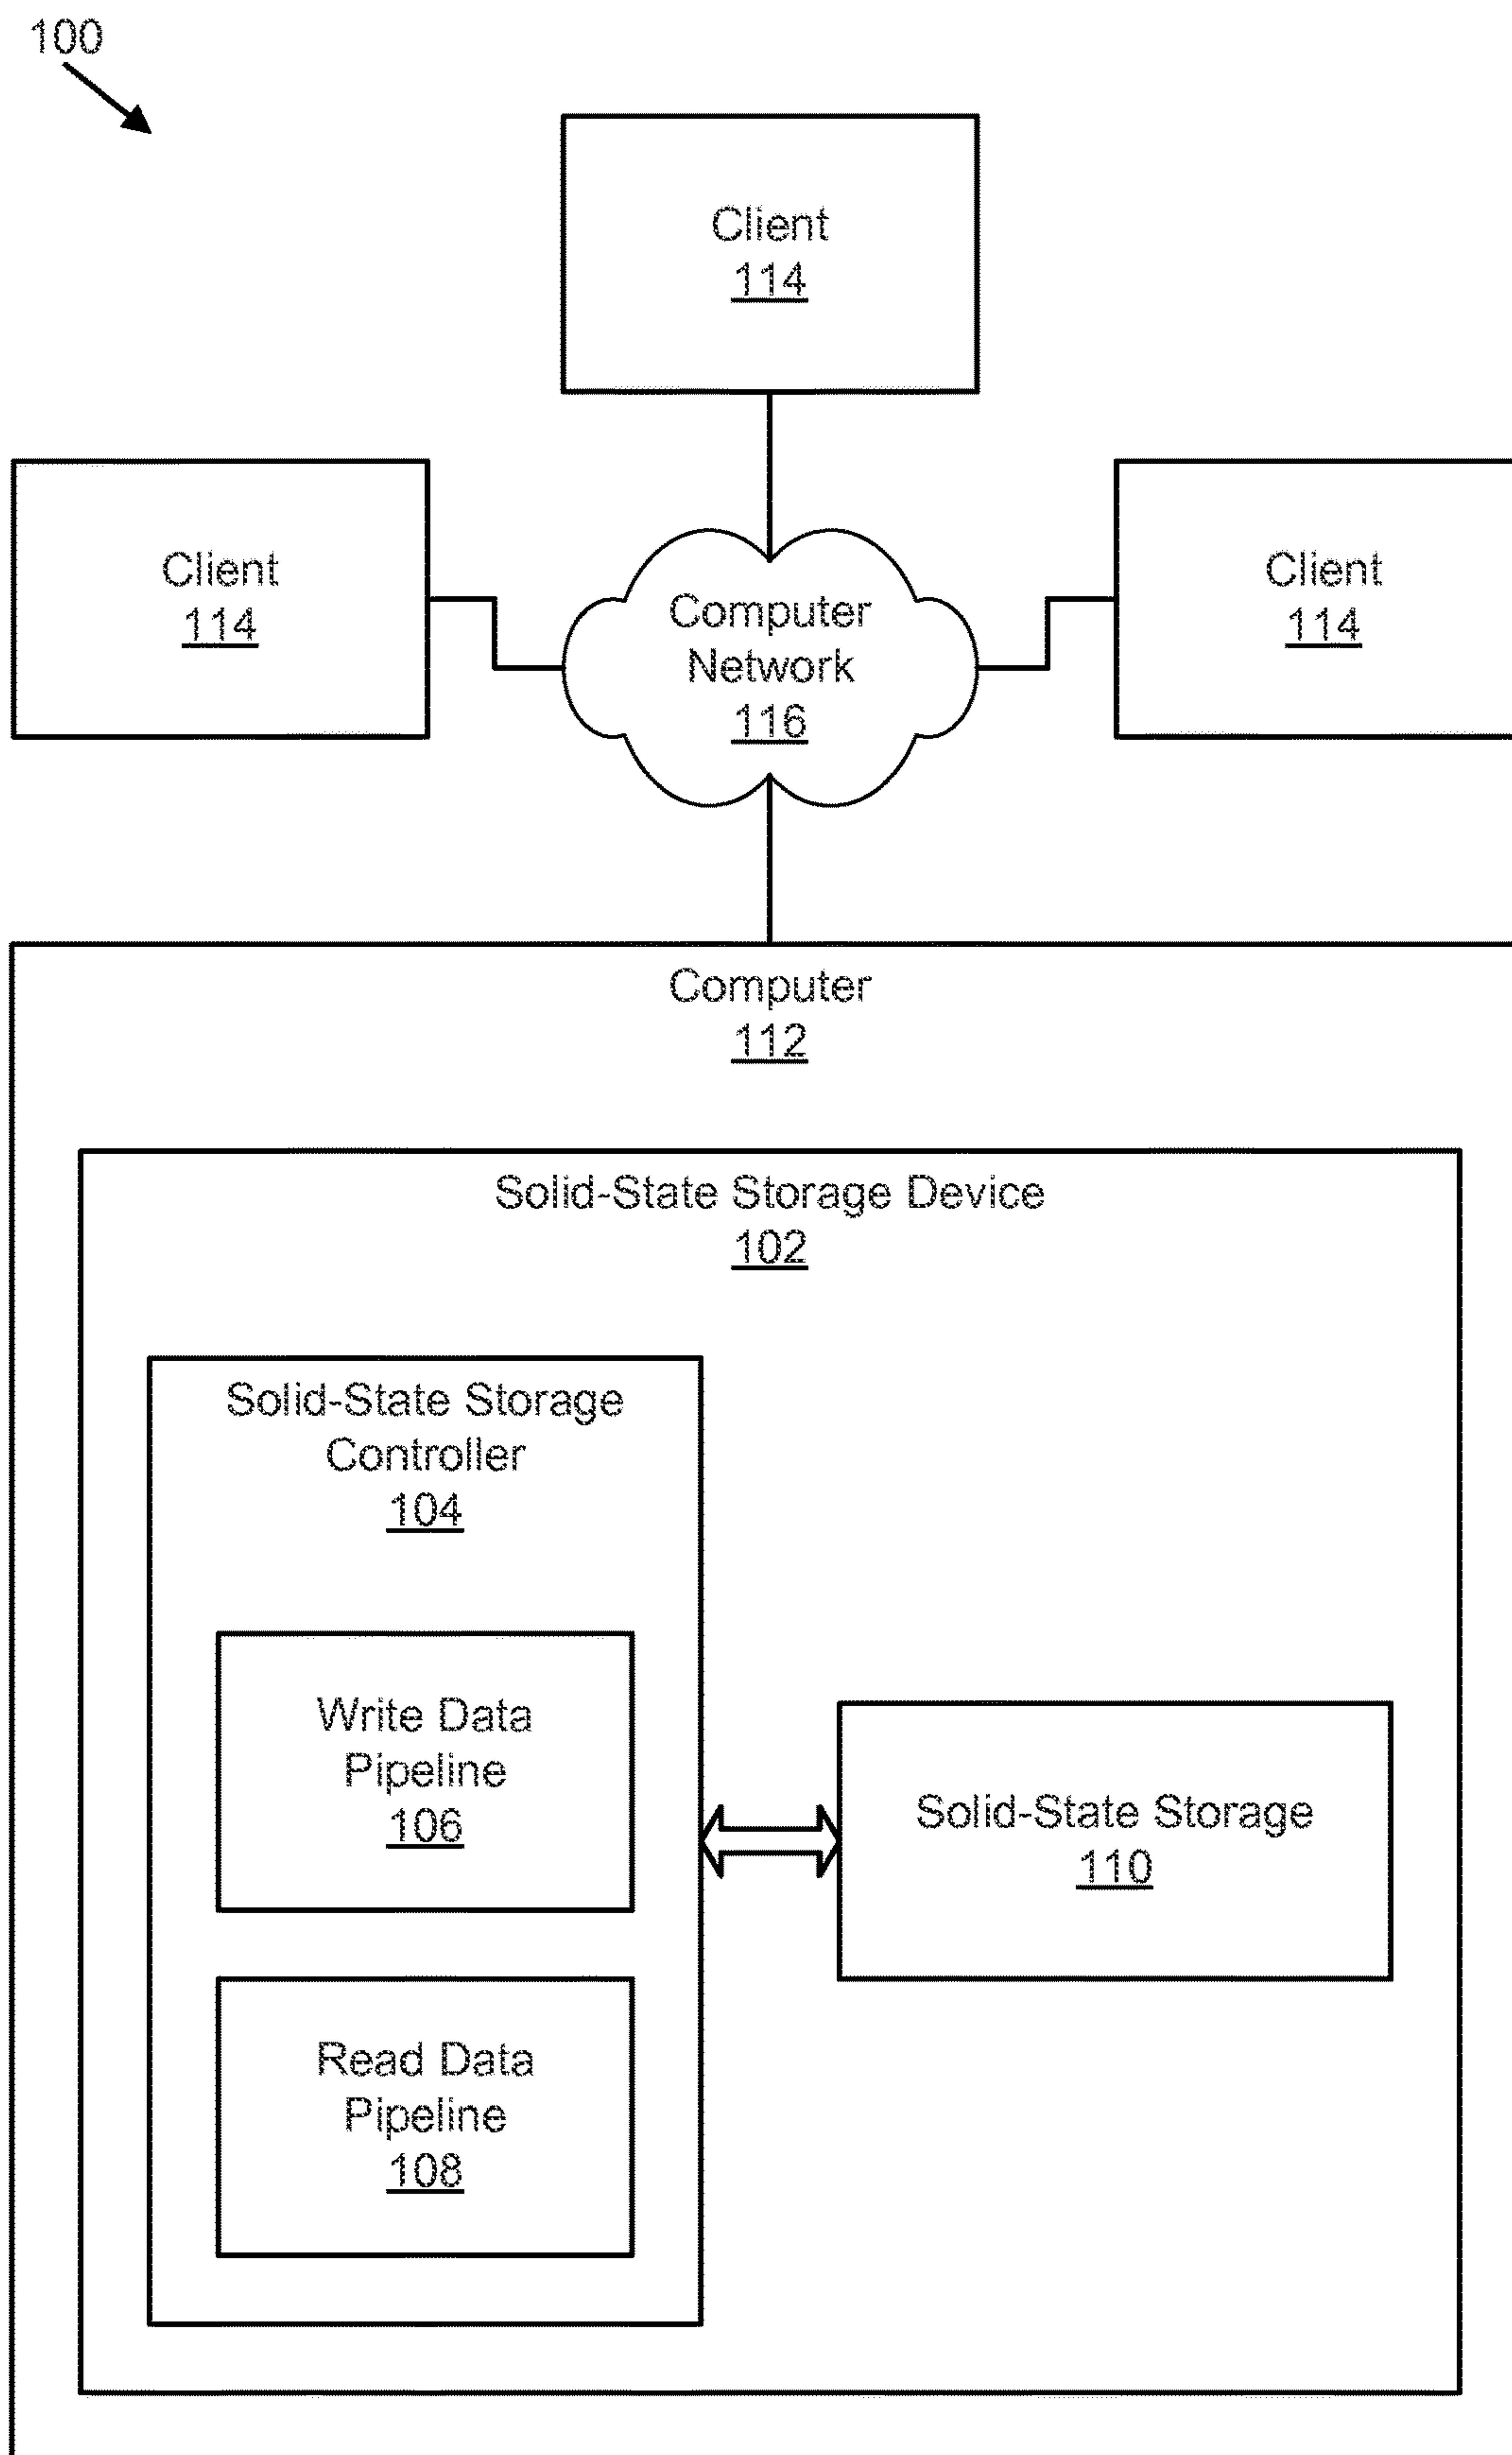 100
Client
114
Client
114
Client
114
Computer
Network
116
Computer
112
Solid-State Storage Device
102
Solid-State Storage
Controller
104
Write Data
Pipeline
106
Solid-State Storage
110
Read Data
Pipeline
108